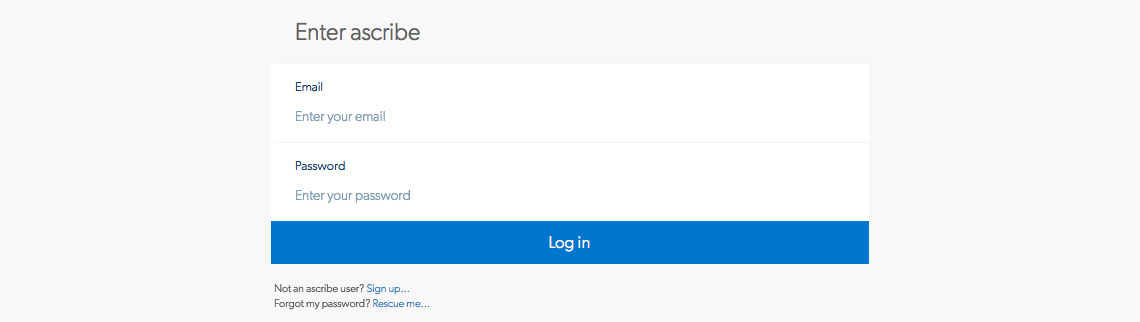 Enter ascribe
Email
Enter your email
Password
Enter your password
Log in
Not an ascribe user? Sign up...
Forgot my password? Rescue me...